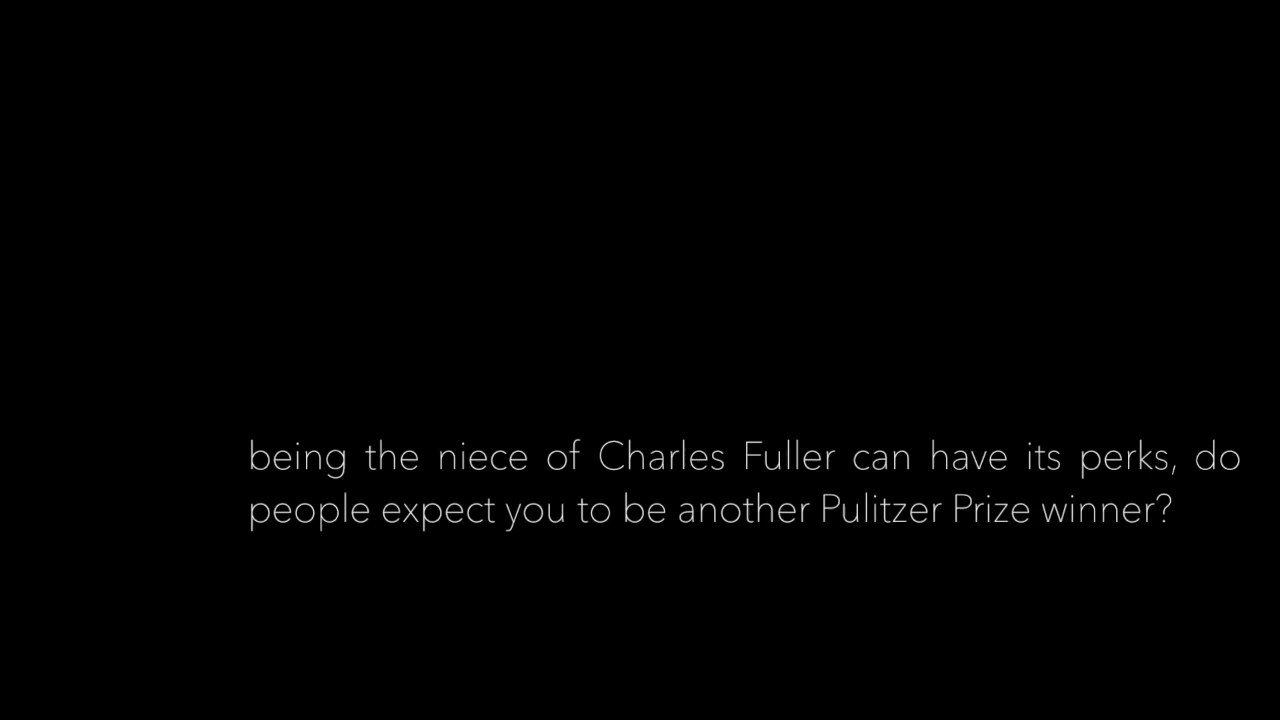 being the niece of Charles Fuller can have its perks, do
people expect you to be another Pulitzer Prize winner?